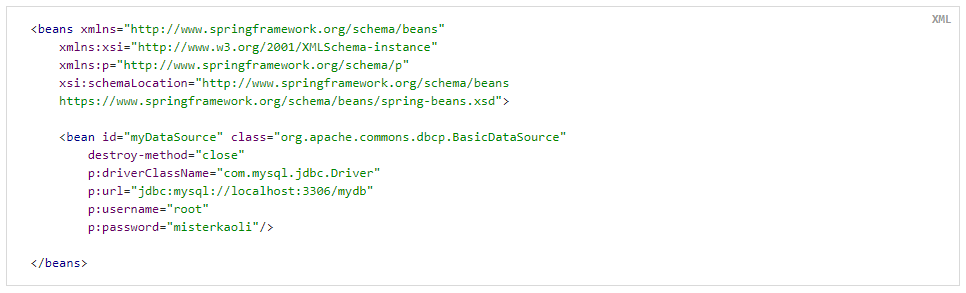 XML
<beans xmlns="http://www.springframework.org/schema/beans"
    xmlns:xsi="http://www.w3.org/2001/XMLSchema-instance"
    xmlns:p="http://www.springframework.org/schema/p"
    xsi:schemaLocation="http://www.springframework.org/schema/beans
    https://www.springframework.org/schema/beans/spring-beans.xsd">

    <bean id="myDataSource" class="org.apache.commons.dbcp.BasicDataSource"
        destroy-method="close"
        p:driverClassName="com.mysql.jdbc.Driver"
        p:url="jdbc:mysql://localhost:3306/mydb"
        p:username="root"
        p:password="misterkaoli"/>

</beans>